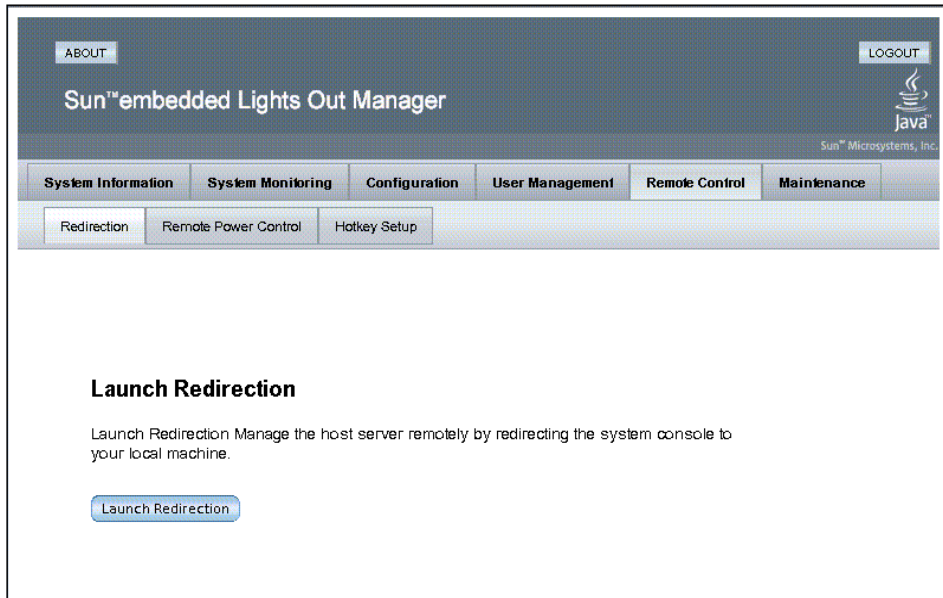 ABOUT
LOGOUT
Sun™embedded Lights Out Manager
Java™
Sun™ Microsystems, Inc.
System Information System Monitoring Configuration User Management Remote Control Maintenance
Redirection Remote Power Control Hotkey Setup
Launch Redirection
Launch Redirection Manage the host server remotely by redirecting the system console to
your local machine.
Launch Redirection